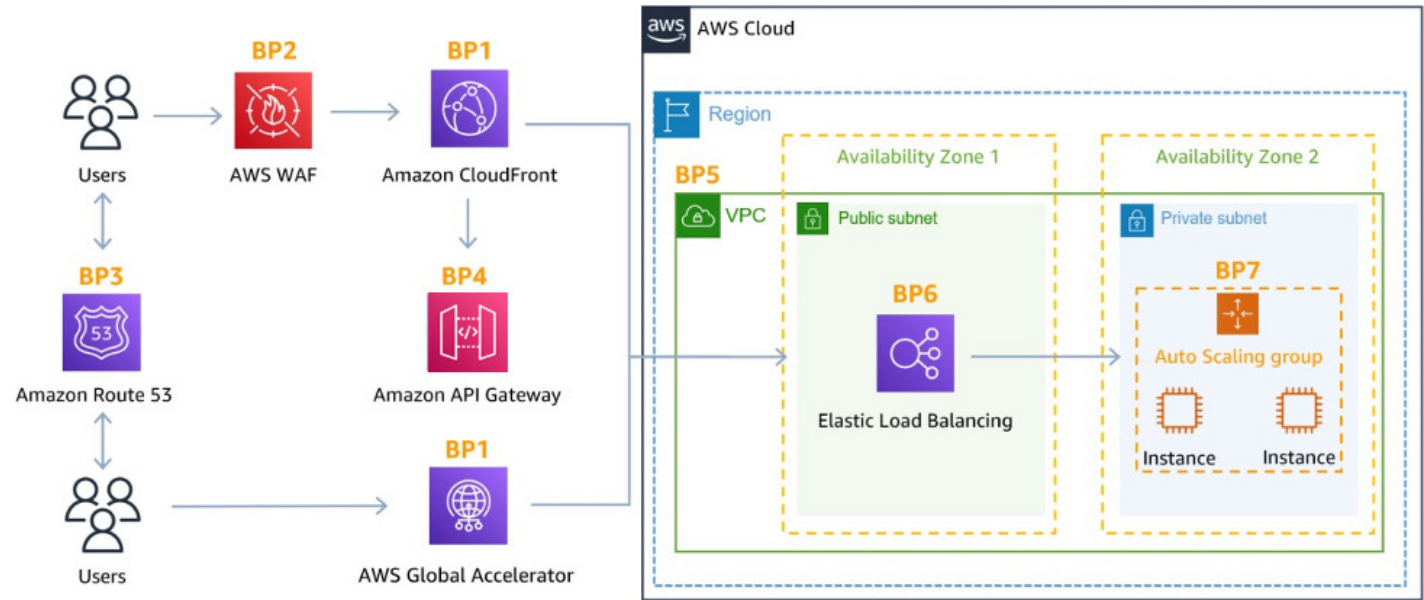 aws
AWS Cloud
BP2
BP1
Users
AWS WAF
Amazon CloudFront
Region
Availability Zone 1
Availability Zone 2
BP5
VPC
Public subnet
Private subnet
BP3
53
Amazon Route 53
BP4
</>
Amazon API Gateway
BP6
Elastic Load Balancing
BP7
Auto Scaling group
Instance
Instance
BP1
Users
AWS Global Accelerator